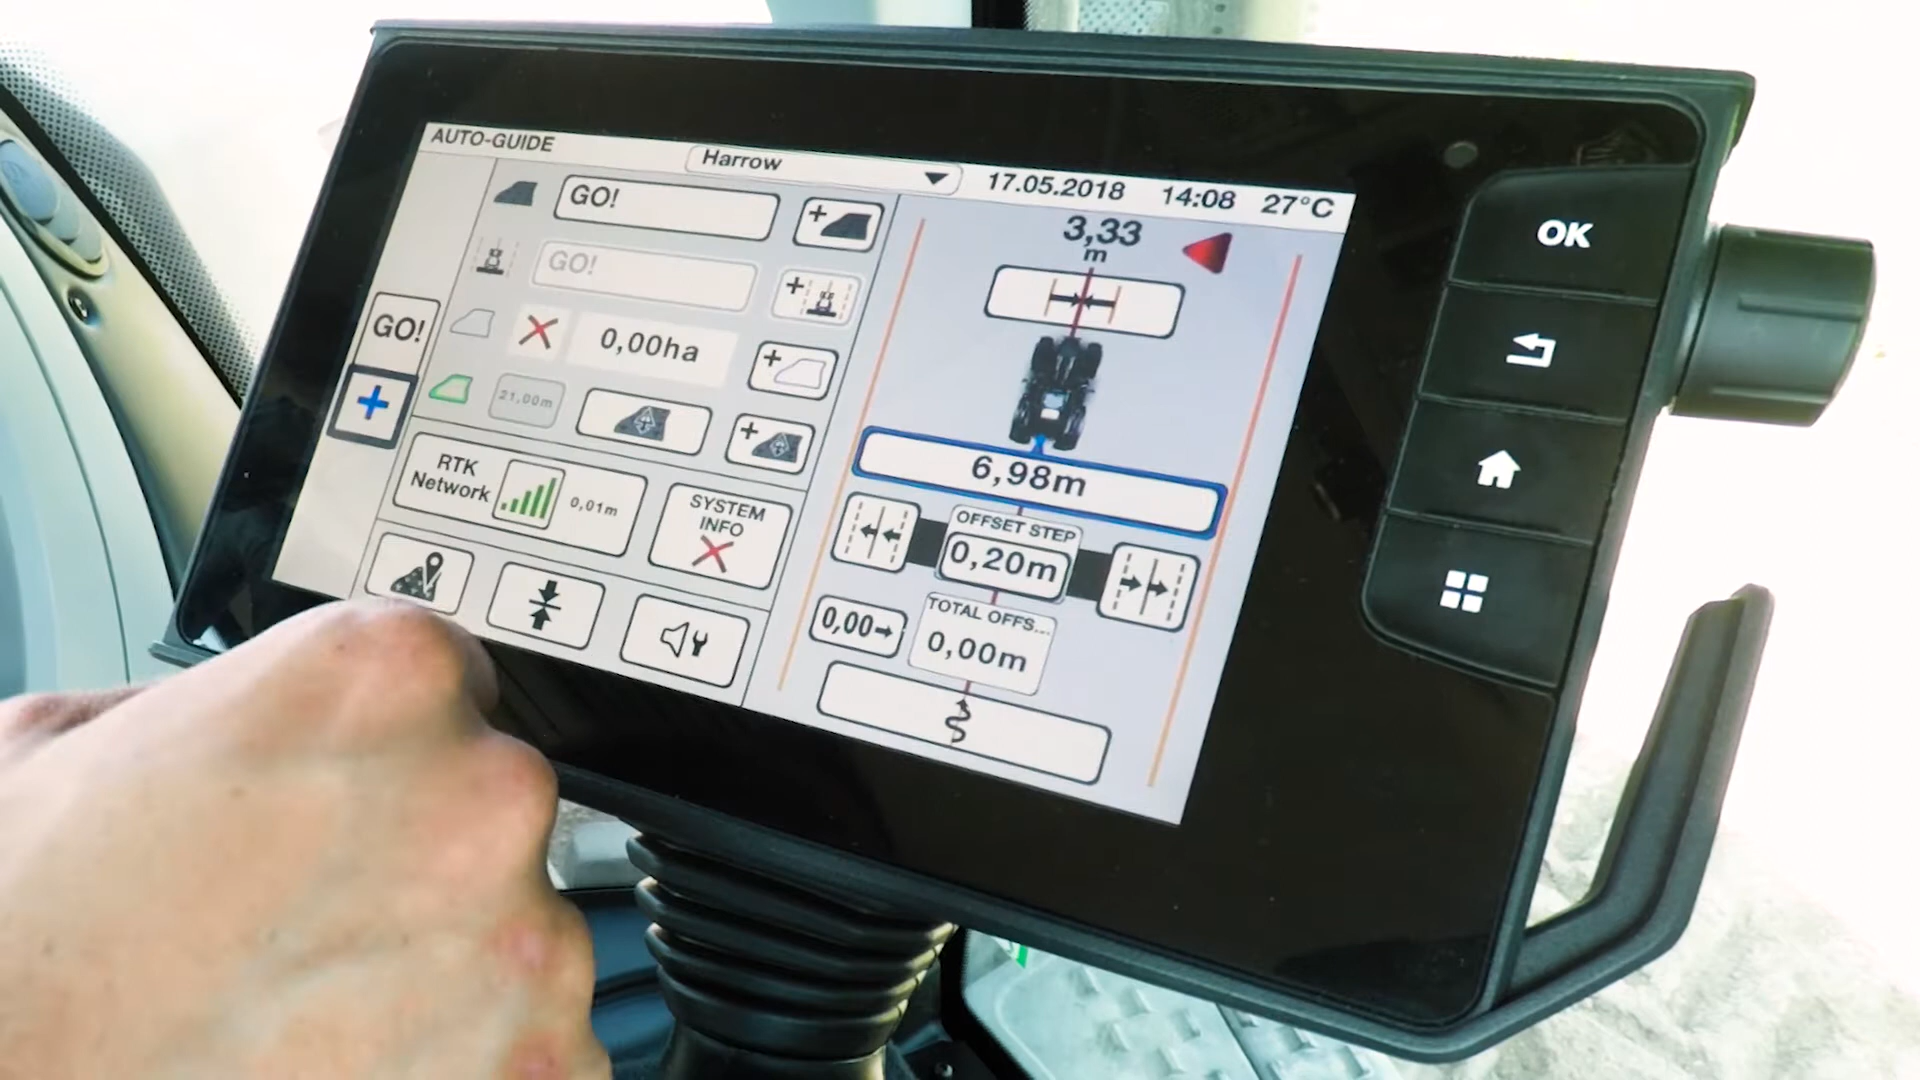 AUTO-GUIDE
Harrow
17.05.2018 14:08 27°C
GO!
GO!
GO!
0,00ha
21,00m
RTK
Network
0,01m
SYSTEM
INFO
3,33
m
6,98m
OFFSET STEP
0,20m
0,00
TOTAL OFFS...
0,00m
OK